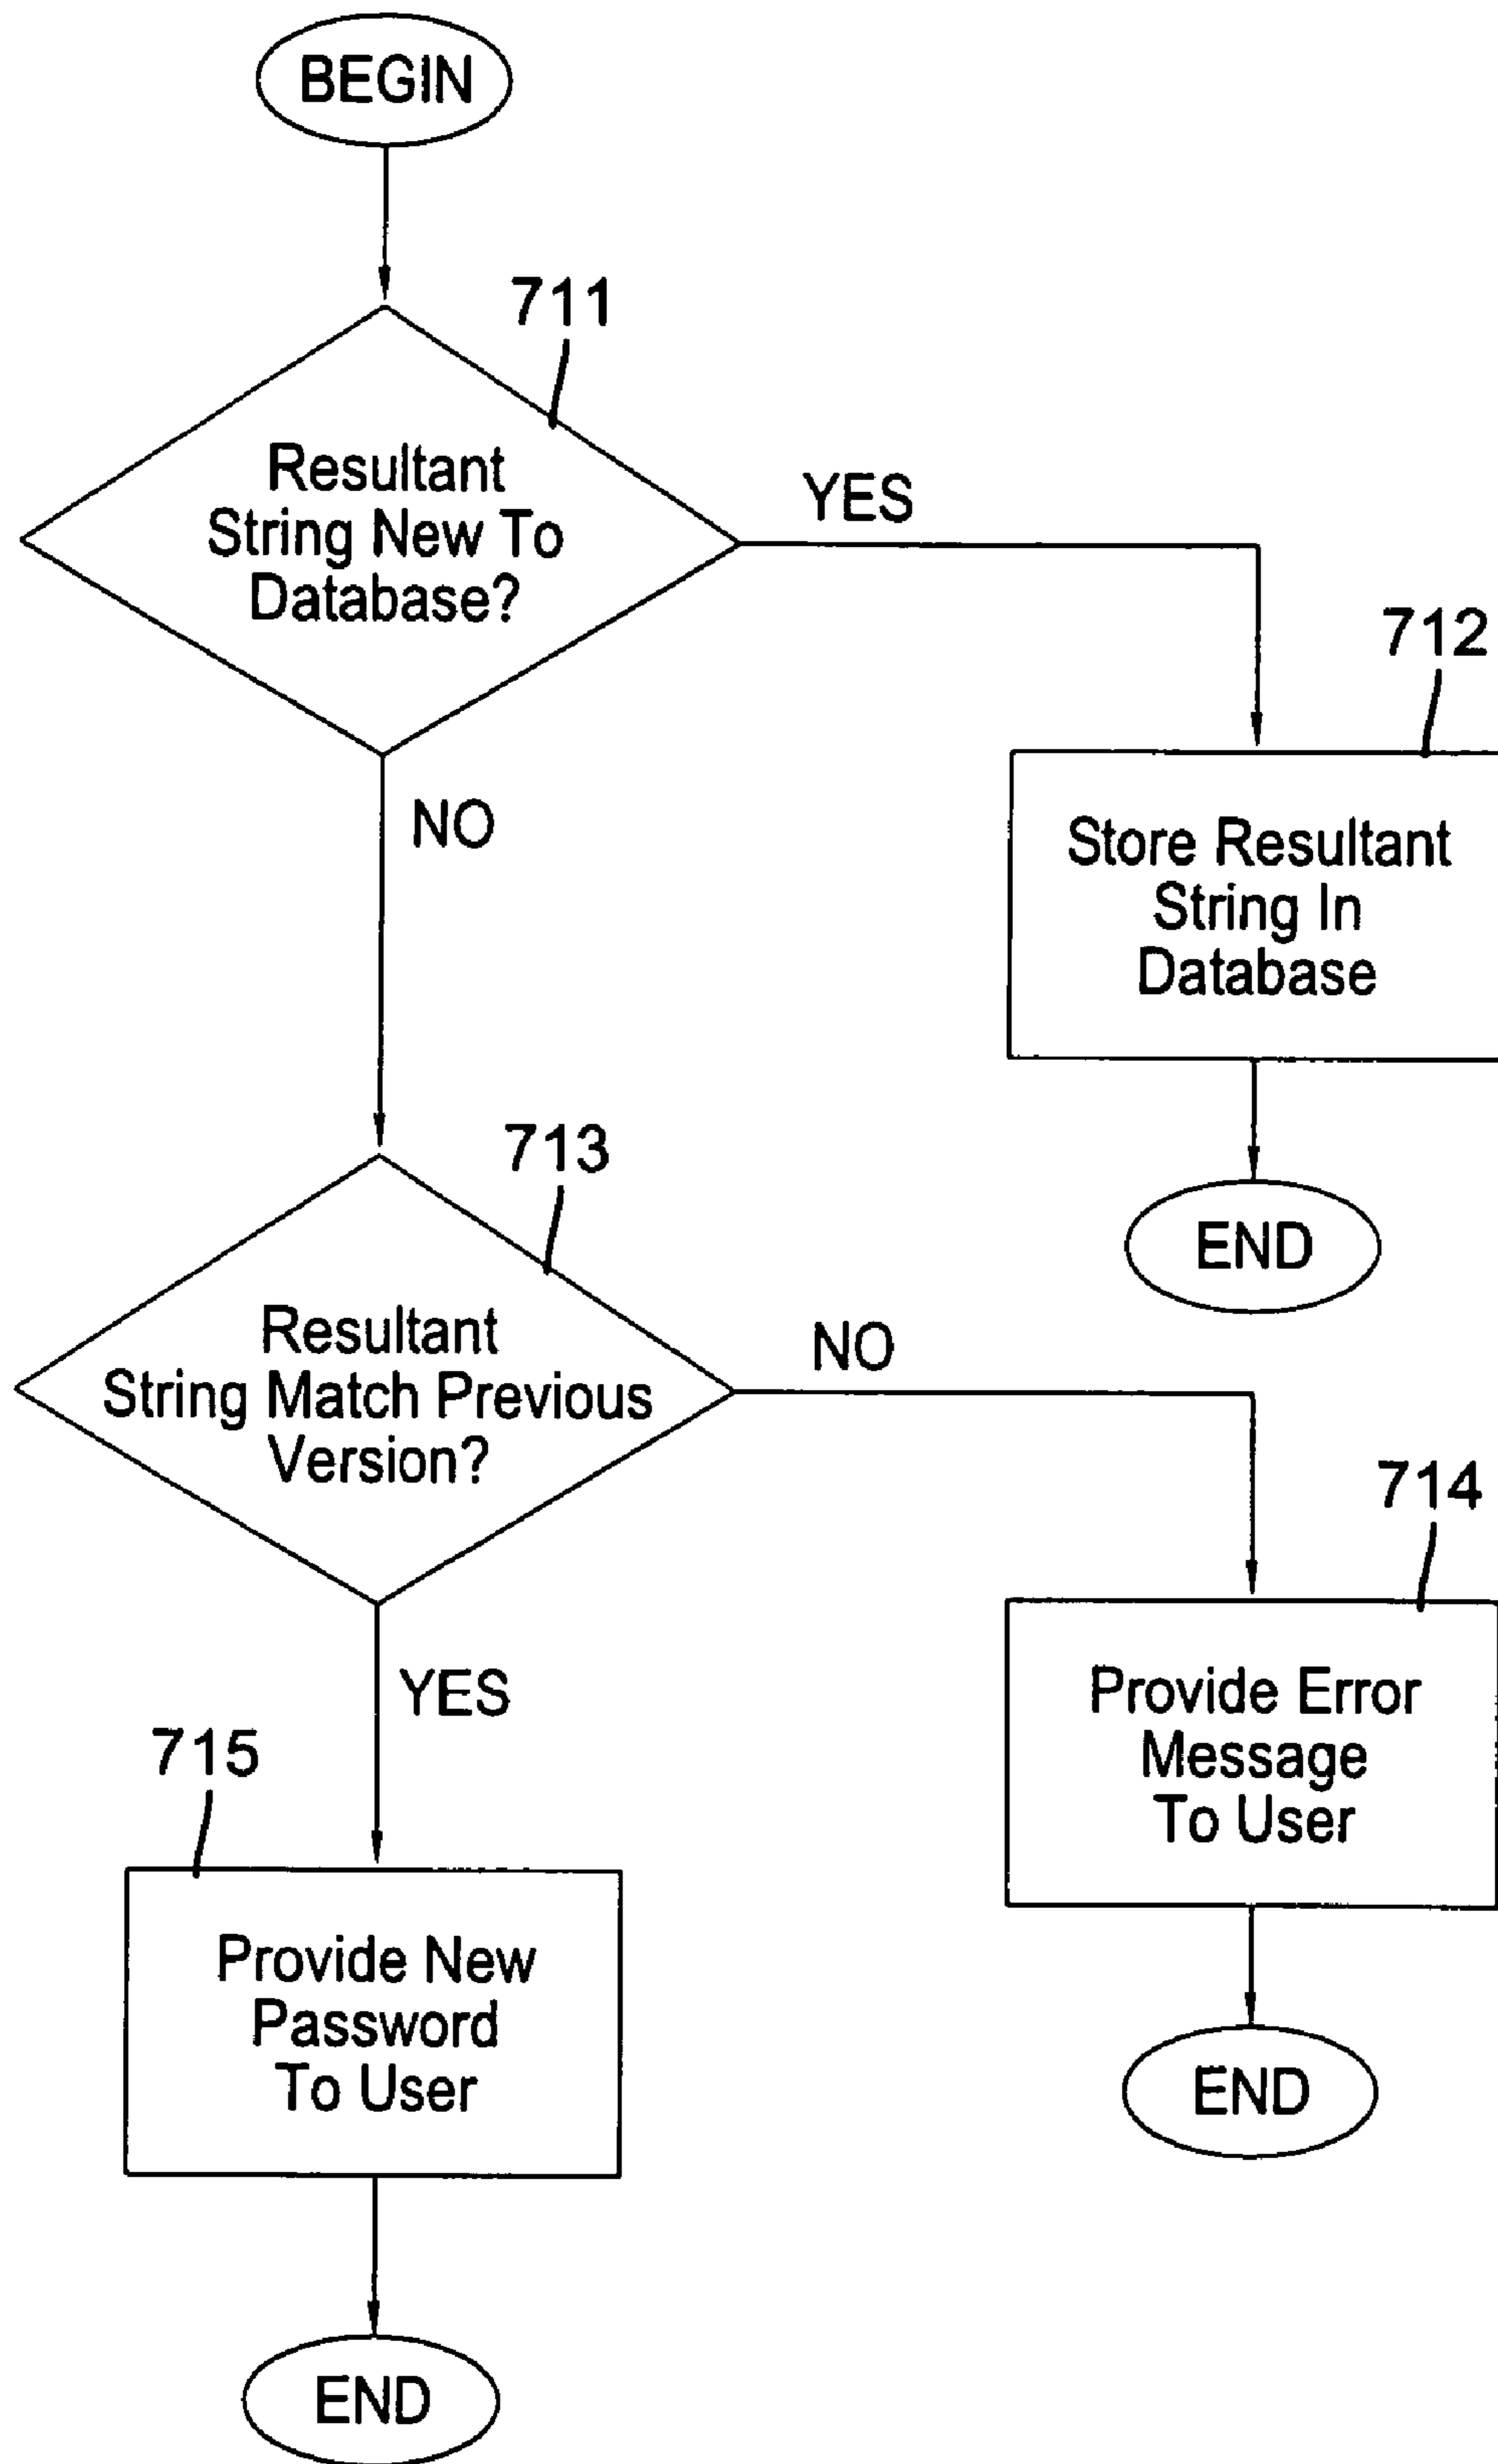 BEGIN
711
Resultant
String New To
Database?
YES
NO
712
Store Resultant
String In
Database
END
713
Resultant
String Match Previous
Version?
NO
YES
714
Provide Error
Message
To User
END
715
Provide New
Password
To User
END